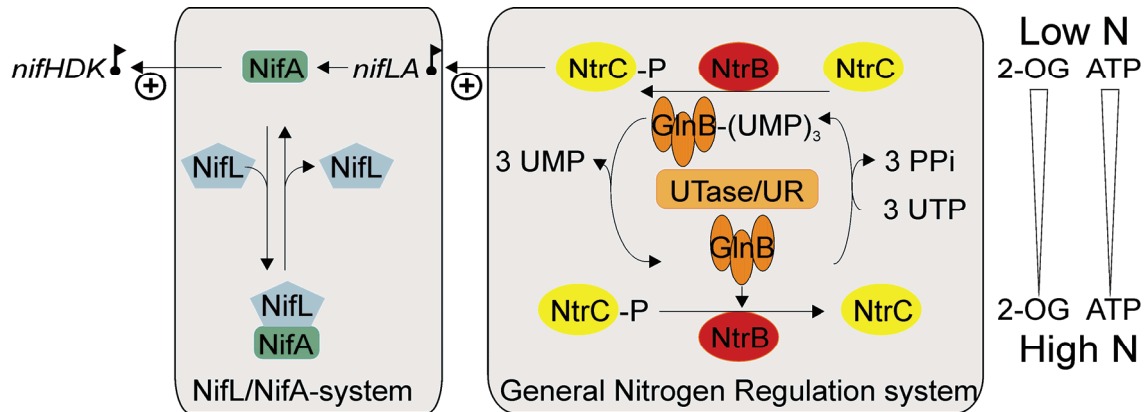 Low N
2-OG ATP
nifHDK
NifA
nifLA
NtrC-P
NtrB
NtrC
+
+
GlnB-(UMP)3
3 UMP
3 PPi
NifL
NifL
UTase/UR
3 UTP
GlnB
NifL
NifA
NtrC-P
NtrC
NtrB
2-OG ATP
High N
NifL/NifA-system
General Nitrogen Regulation system